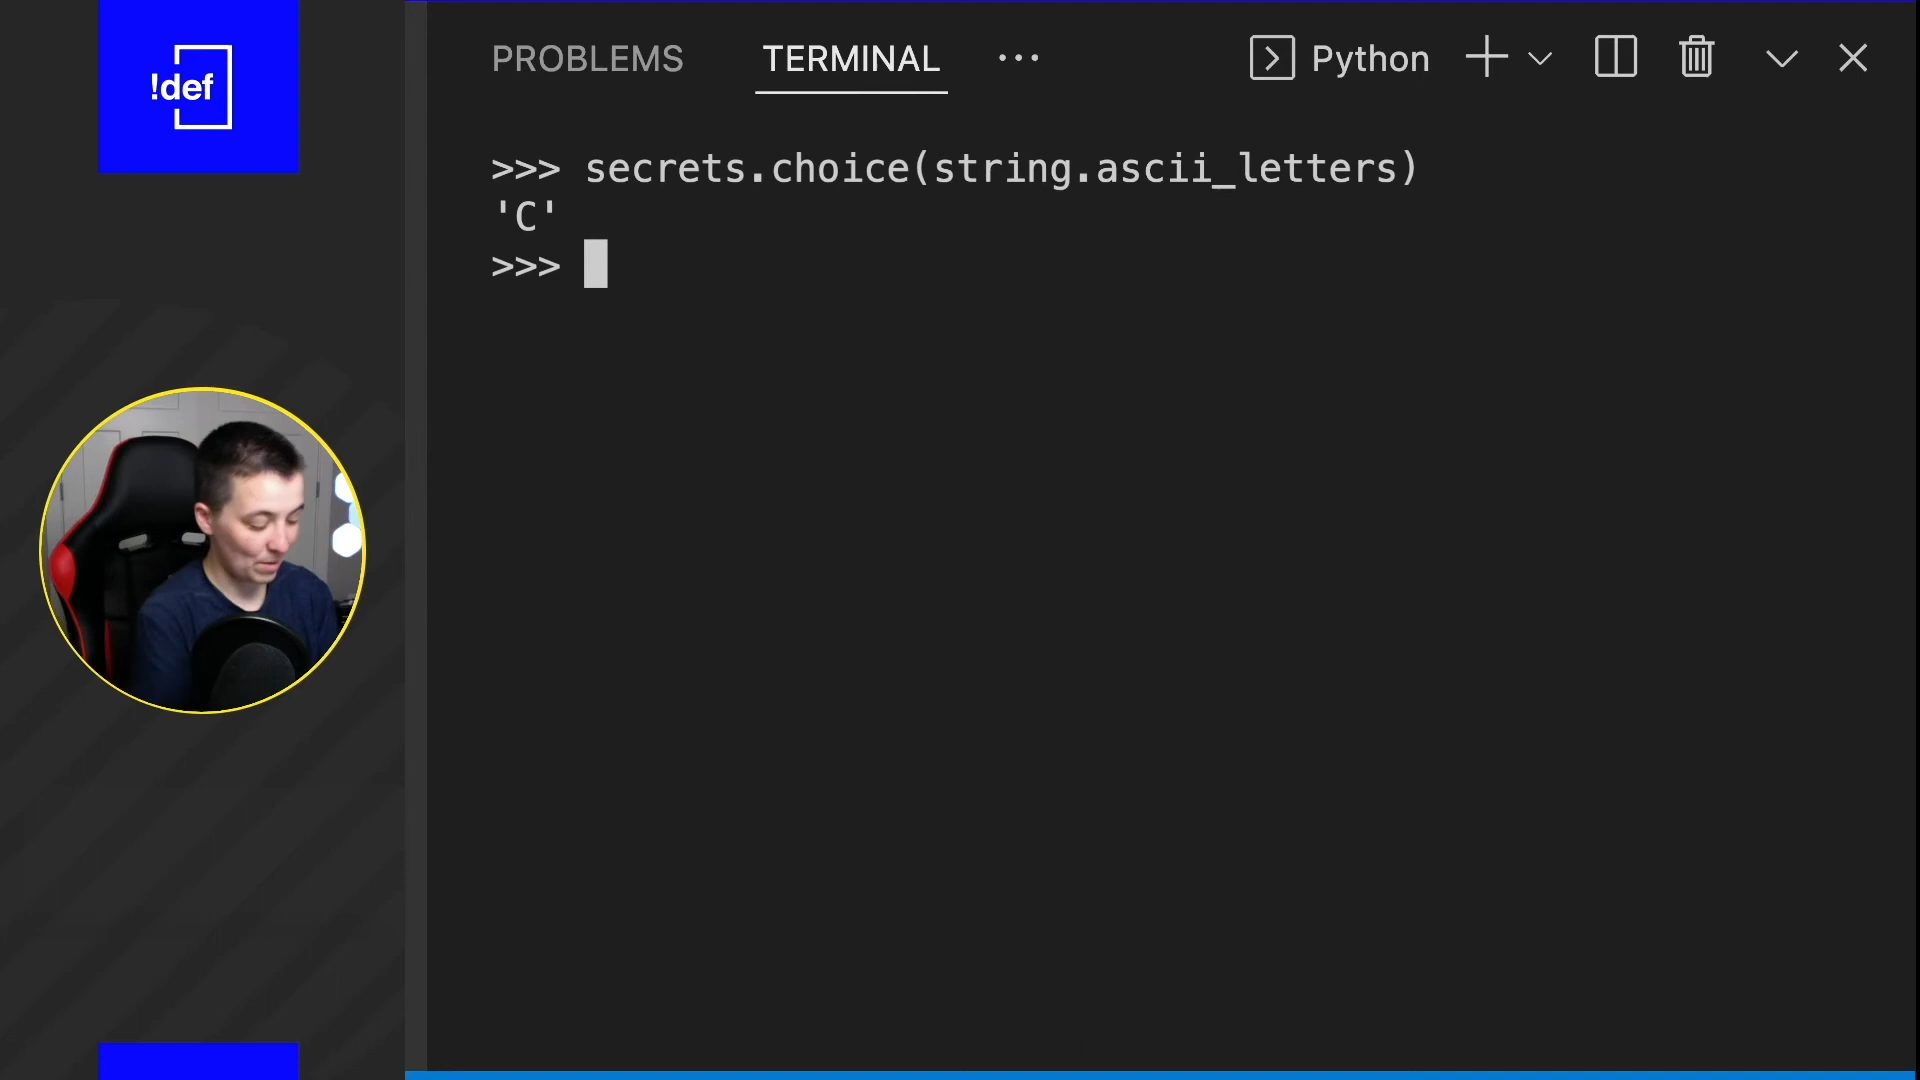 !def
PROBLEMS TERMINAL ··· Python
>>> secrets.choice(string.ascii_letters)
'C'
>>>